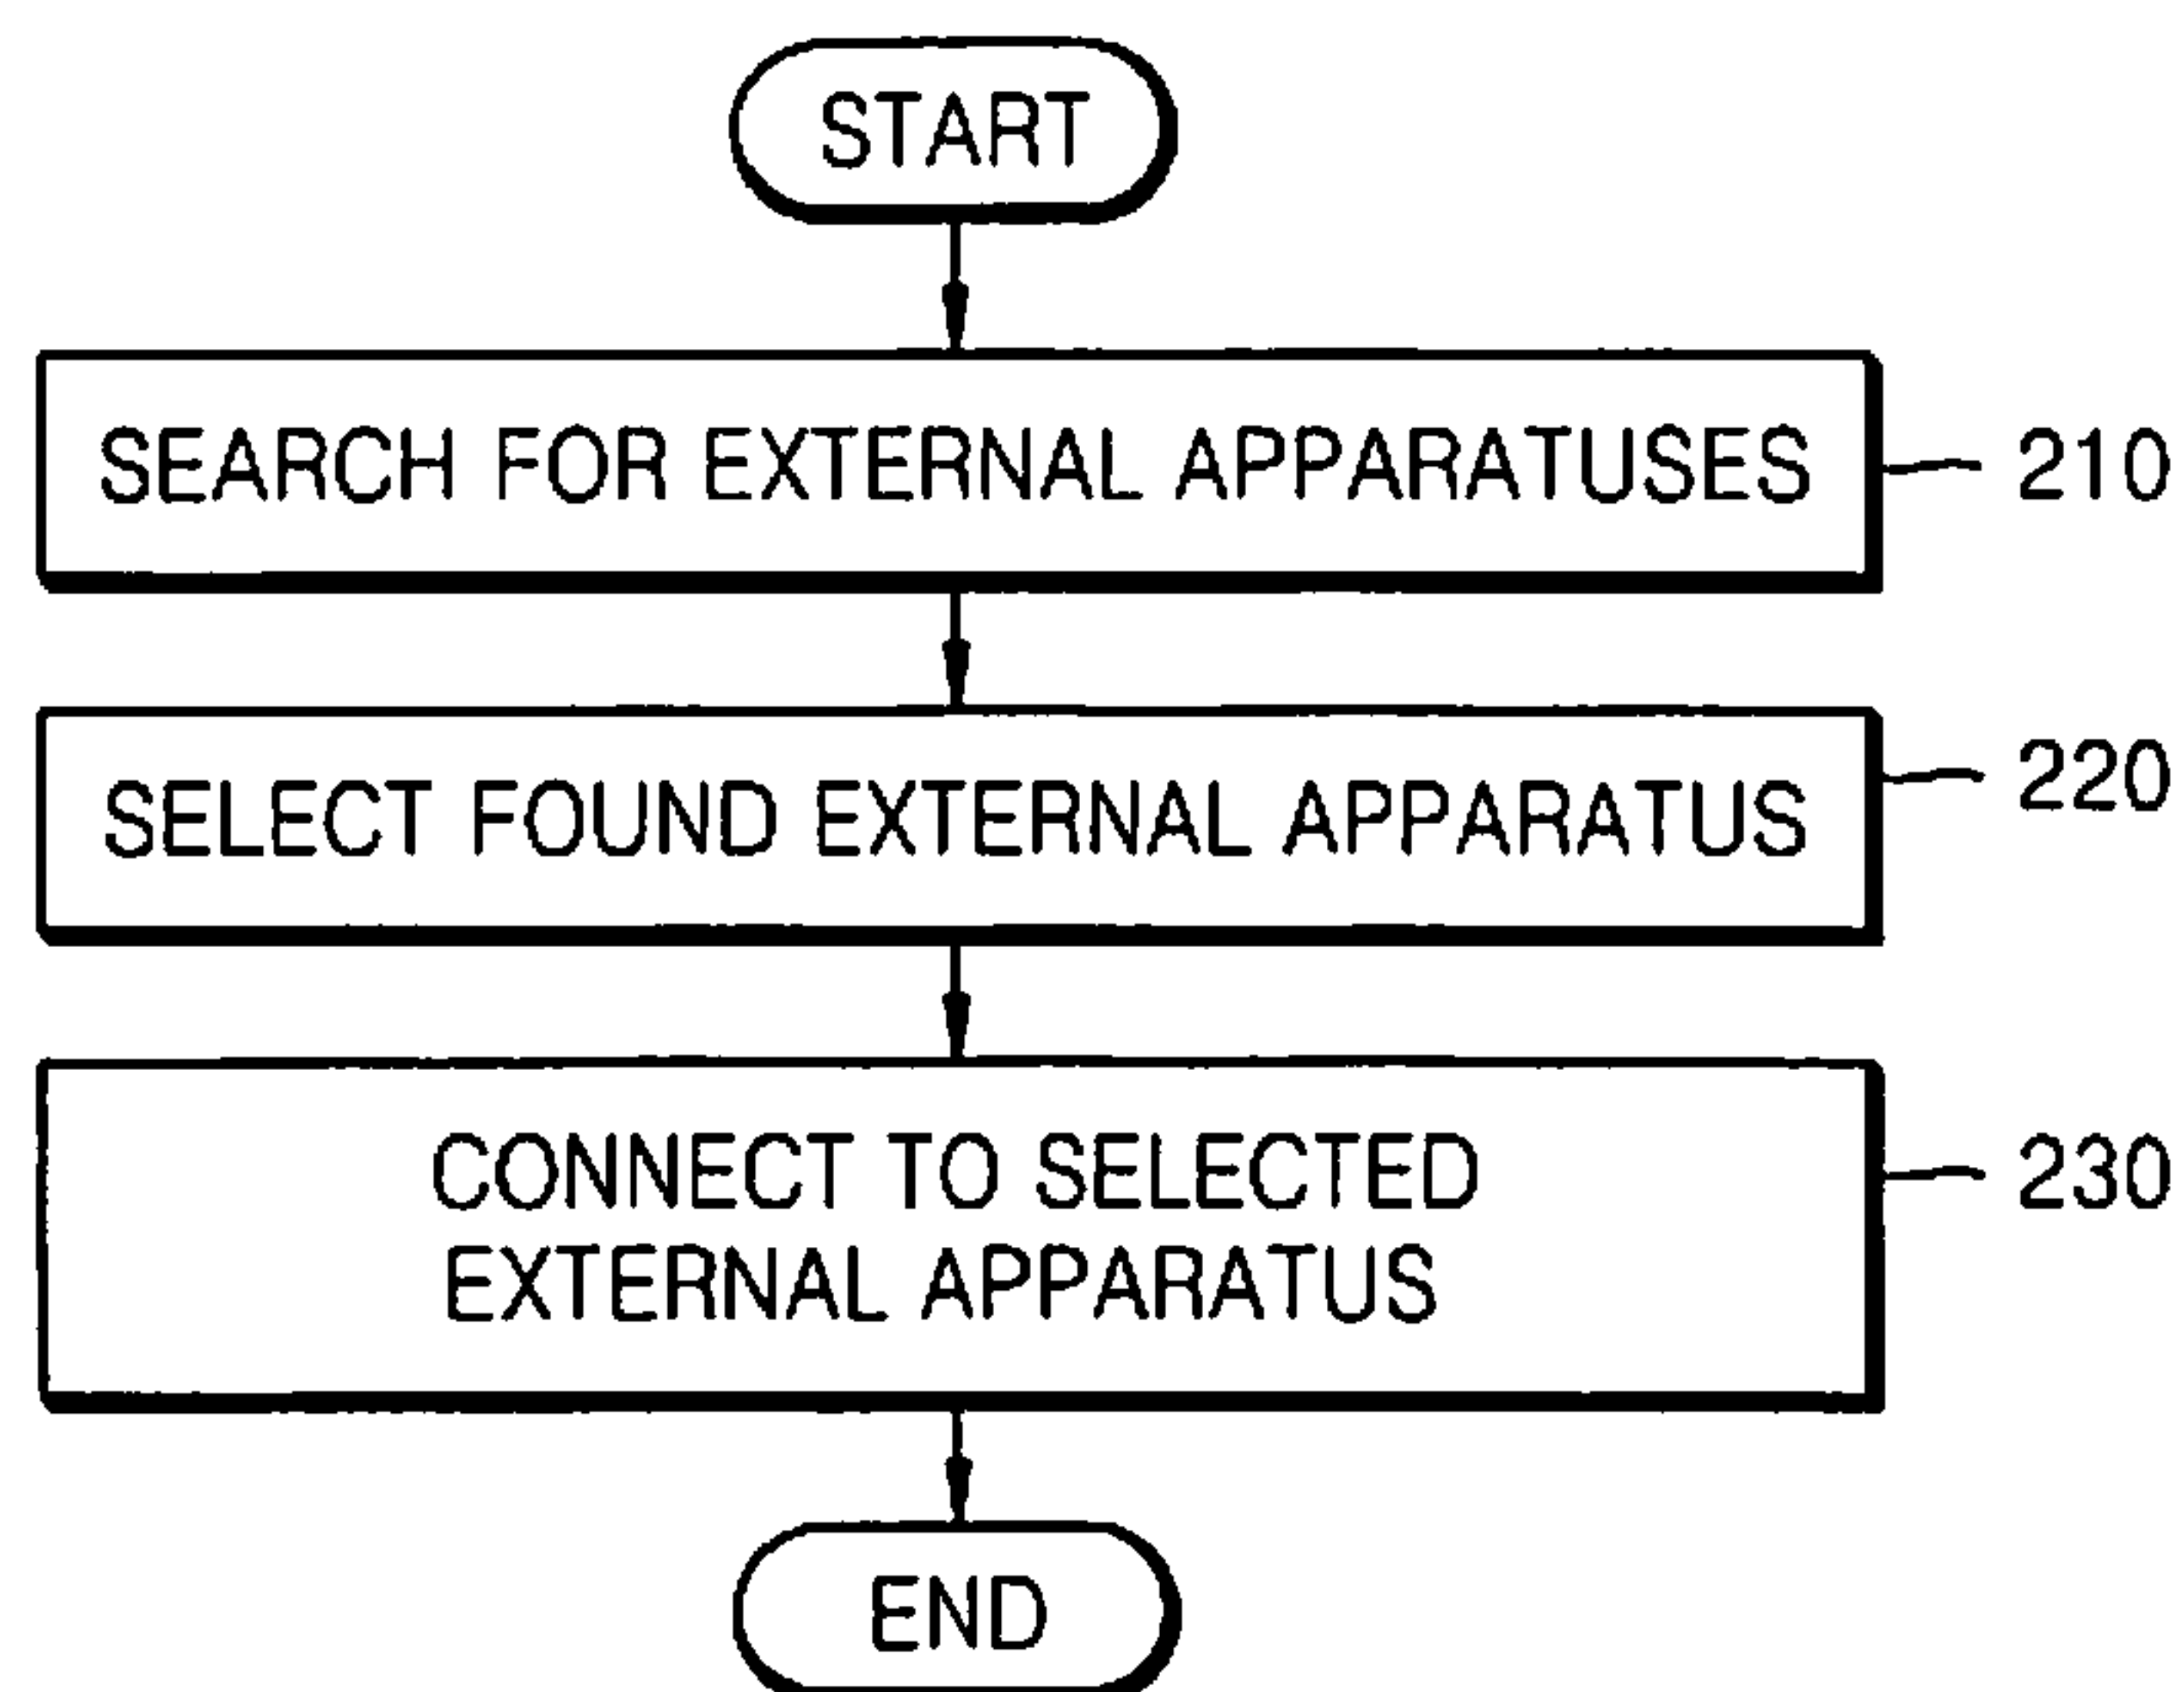 START
SEARCH FOR EXTERNAL APPARATUSES
210
SELECT FOUND EXTERNAL APPARATUS
220
CONNECT TO SELECTED
EXTERNAL APPARATUS
230
END